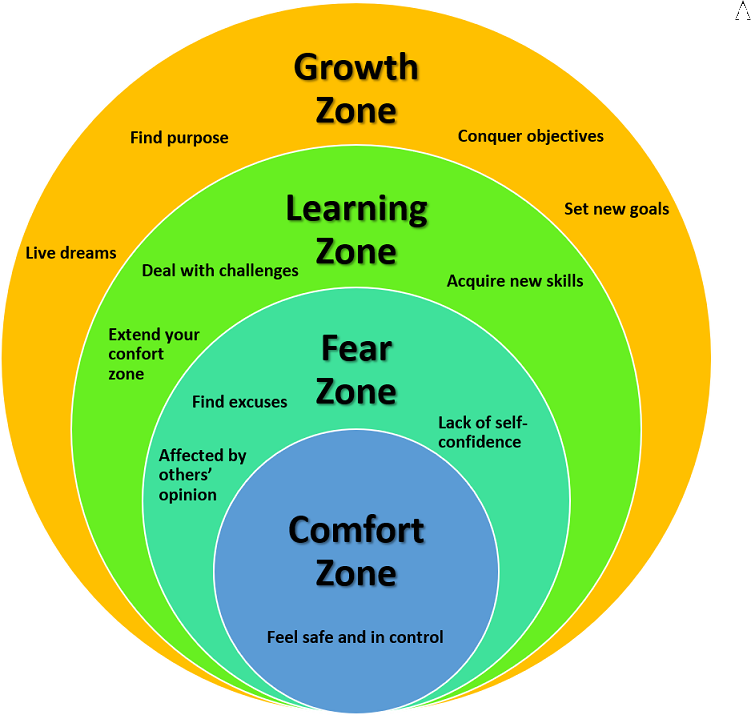 Growth
Zone
Find purpose
Conquer objectives
Set new goals
Live dreams
Learning
Zone
Deal with challenges
Acquire new skills
Extend your
confort
zone
Fear
Zone
Find excuses
Lack of self-
confidence
Affected by
others’
opinion
Comfort
Zone
Feel safe and in control